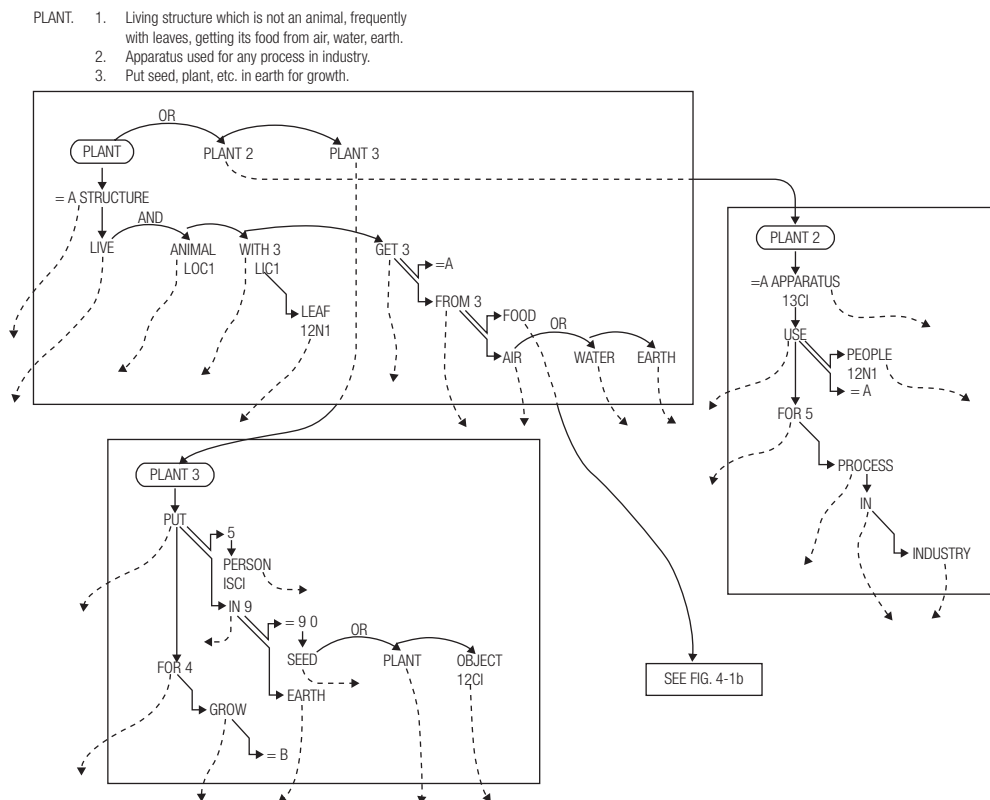 PLANT. 1. Living structure which is not an animal, frequently
with leaves, getting its food from air, water, earth.
2. Apparatus used for any process in industry.
3. Put seed, plant, etc. in earth for growth.
OR
PLANT
PLANT 2
PLANT 3
= A STRUCTURE
AND
LIVE
ANIMAL
LOC1
WITH 3
LIC1
GET 3
=A
LEAF
12N1
FROM 3
FOOD
OR
AIR
WATER
EARTH
PLANT 2
=A APPARATUS
13CI
USE
PEOPLE
12N1
= A
FOR 5
PROCESS
IN
INDUSTRY
PLANT 3
PUT
5
PERSON
ISCI
IN 9
= 9 0
OR
SEED
PLANT
OBJECT
12CI
FOR 4
EARTH
GROW
= B
SEE FIG. 4-1b